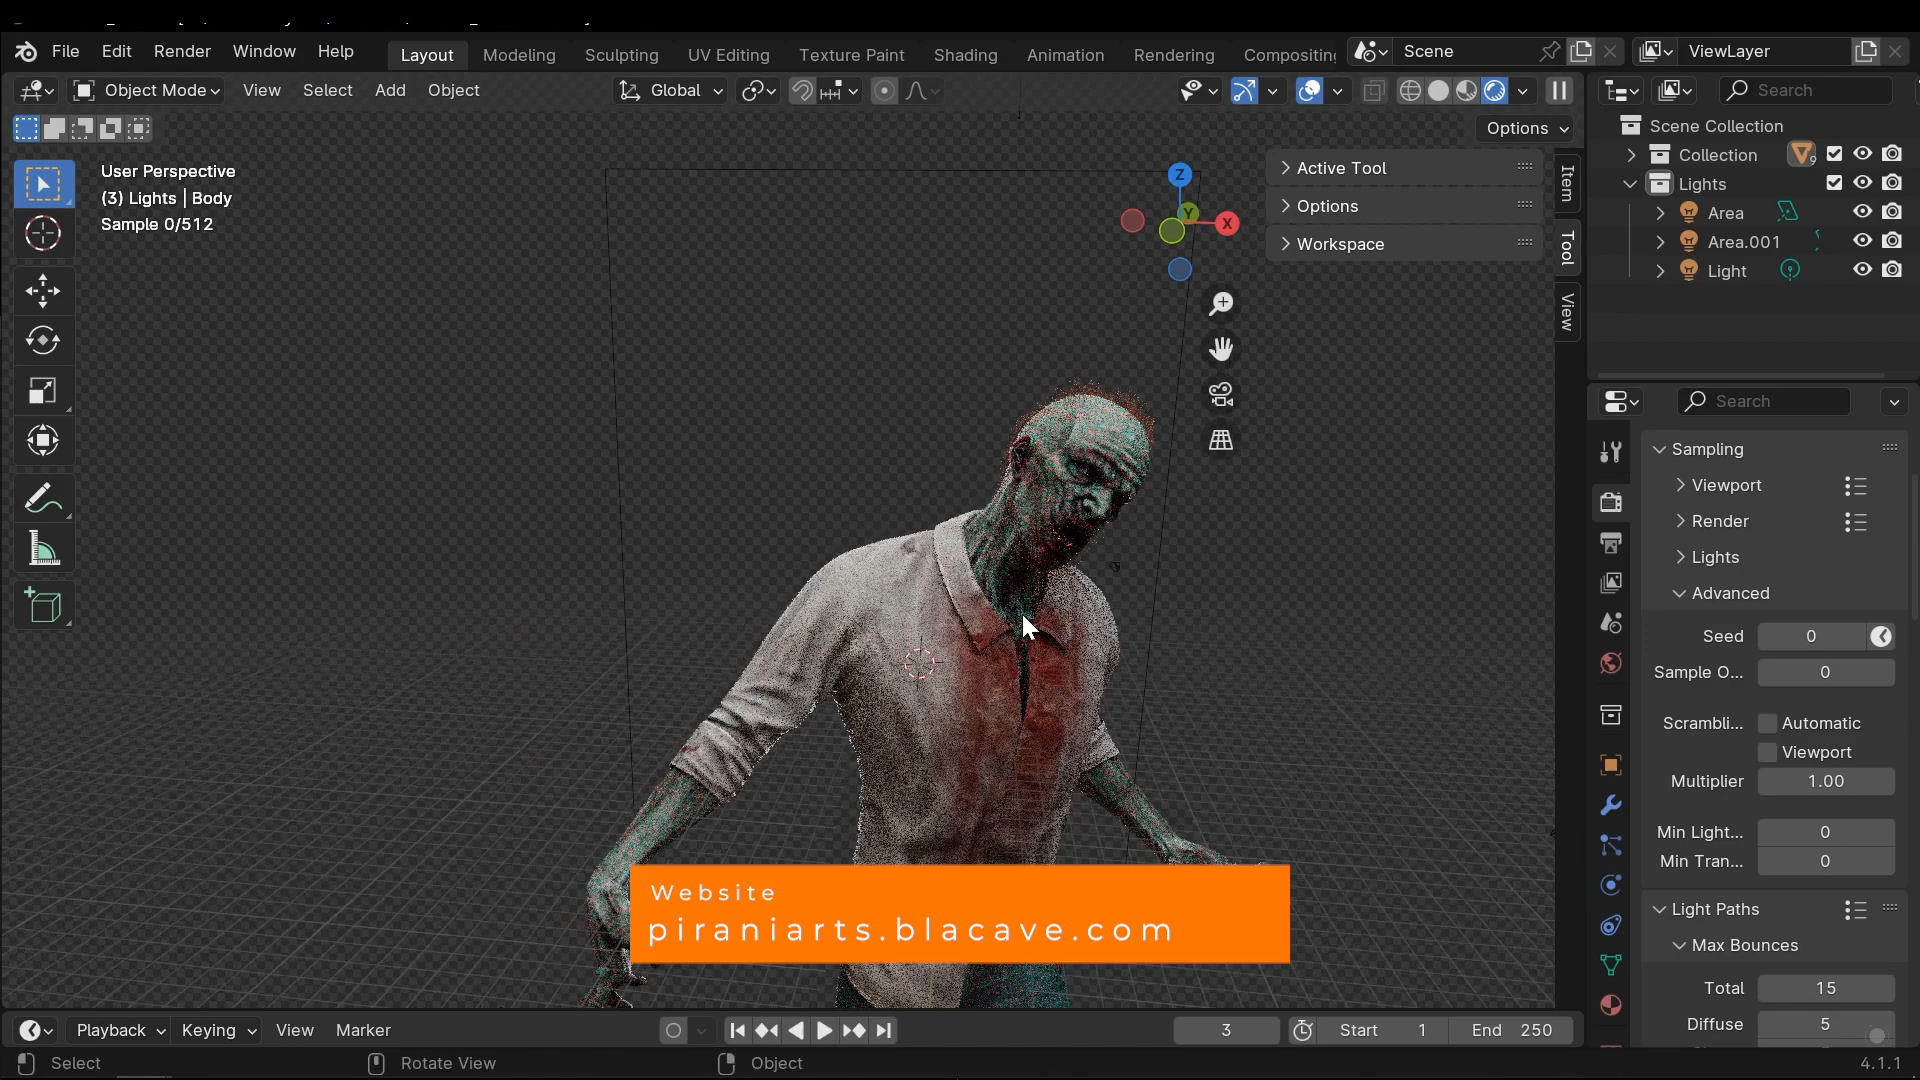 File Edit Render Window Help Layout Modeling Sculpting UV Editing Texture Paint Shading Animation Rendering Scene ViewLayer
Object Mode View Select Add Object Global Search
Options
Scene Collection
Collection
Lights
Area
Area.001
Light
User Perspective
(3) Lights | Body
Sample 0/512
Z
Y
X
Active Tool
Options
Workspace
Item
Tool
View
Search
Sampling
Viewport
Render
Lights
Advanced
Seed 0
Sample O... 0
Scrambli... Automatic
Viewport
Multiplier 1.00
Min Light... 0
Min Tran... 0
Light Paths
Max Bounces
Total 15
Diffuse 5
Website
piraniarts.blacave.com
Playback Keying View Marker 3 Start 1 End 250
Select Rotate View Object 4.1.1